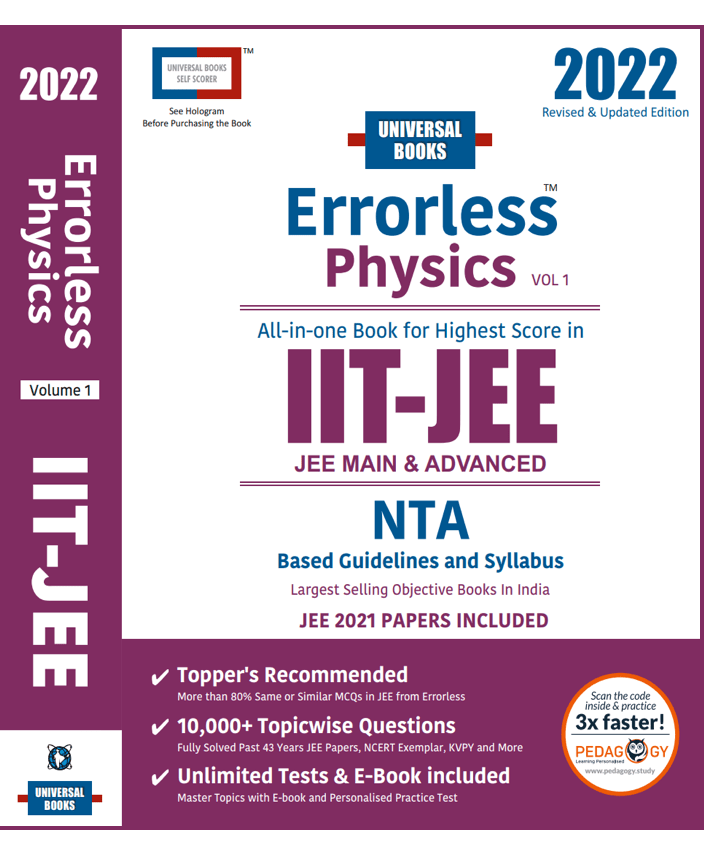 2022
Errorless
Physics
Volume 1
IIT-JEE
UNIVERSAL
BOOKS
UNIVERSAL BOOKS
SELF SCORER
TM
See Hologram
Before Purchasing the Book
2022
Revised & Updated Edition
UNIVERSAL
BOOKS
Errorless TM
Physics VOL 1
All-in-one Book for Highest Score in
IIT-JEE
JEE MAIN & ADVANCED
NTA
Based Guidelines and Syllabus
Largest Selling Objective Books In India
JEE 2021 PAPERS INCLUDED
✔ Topper's Recommended
More than 80% Same or Similar MCQs in JEE from Errorless
✔ 10,000+ Topicwise Questions
Fully Solved Past 43 Years JEE Papers, NCERT Exemplar, KVPY and More
✔ Unlimited Tests & E-Book included
Master Topics with E-book and Personalised Practice Test
Scan the code
inside & practice
3x faster!
PEDAGOGY
Learning Personalised
www.pedagogy.study